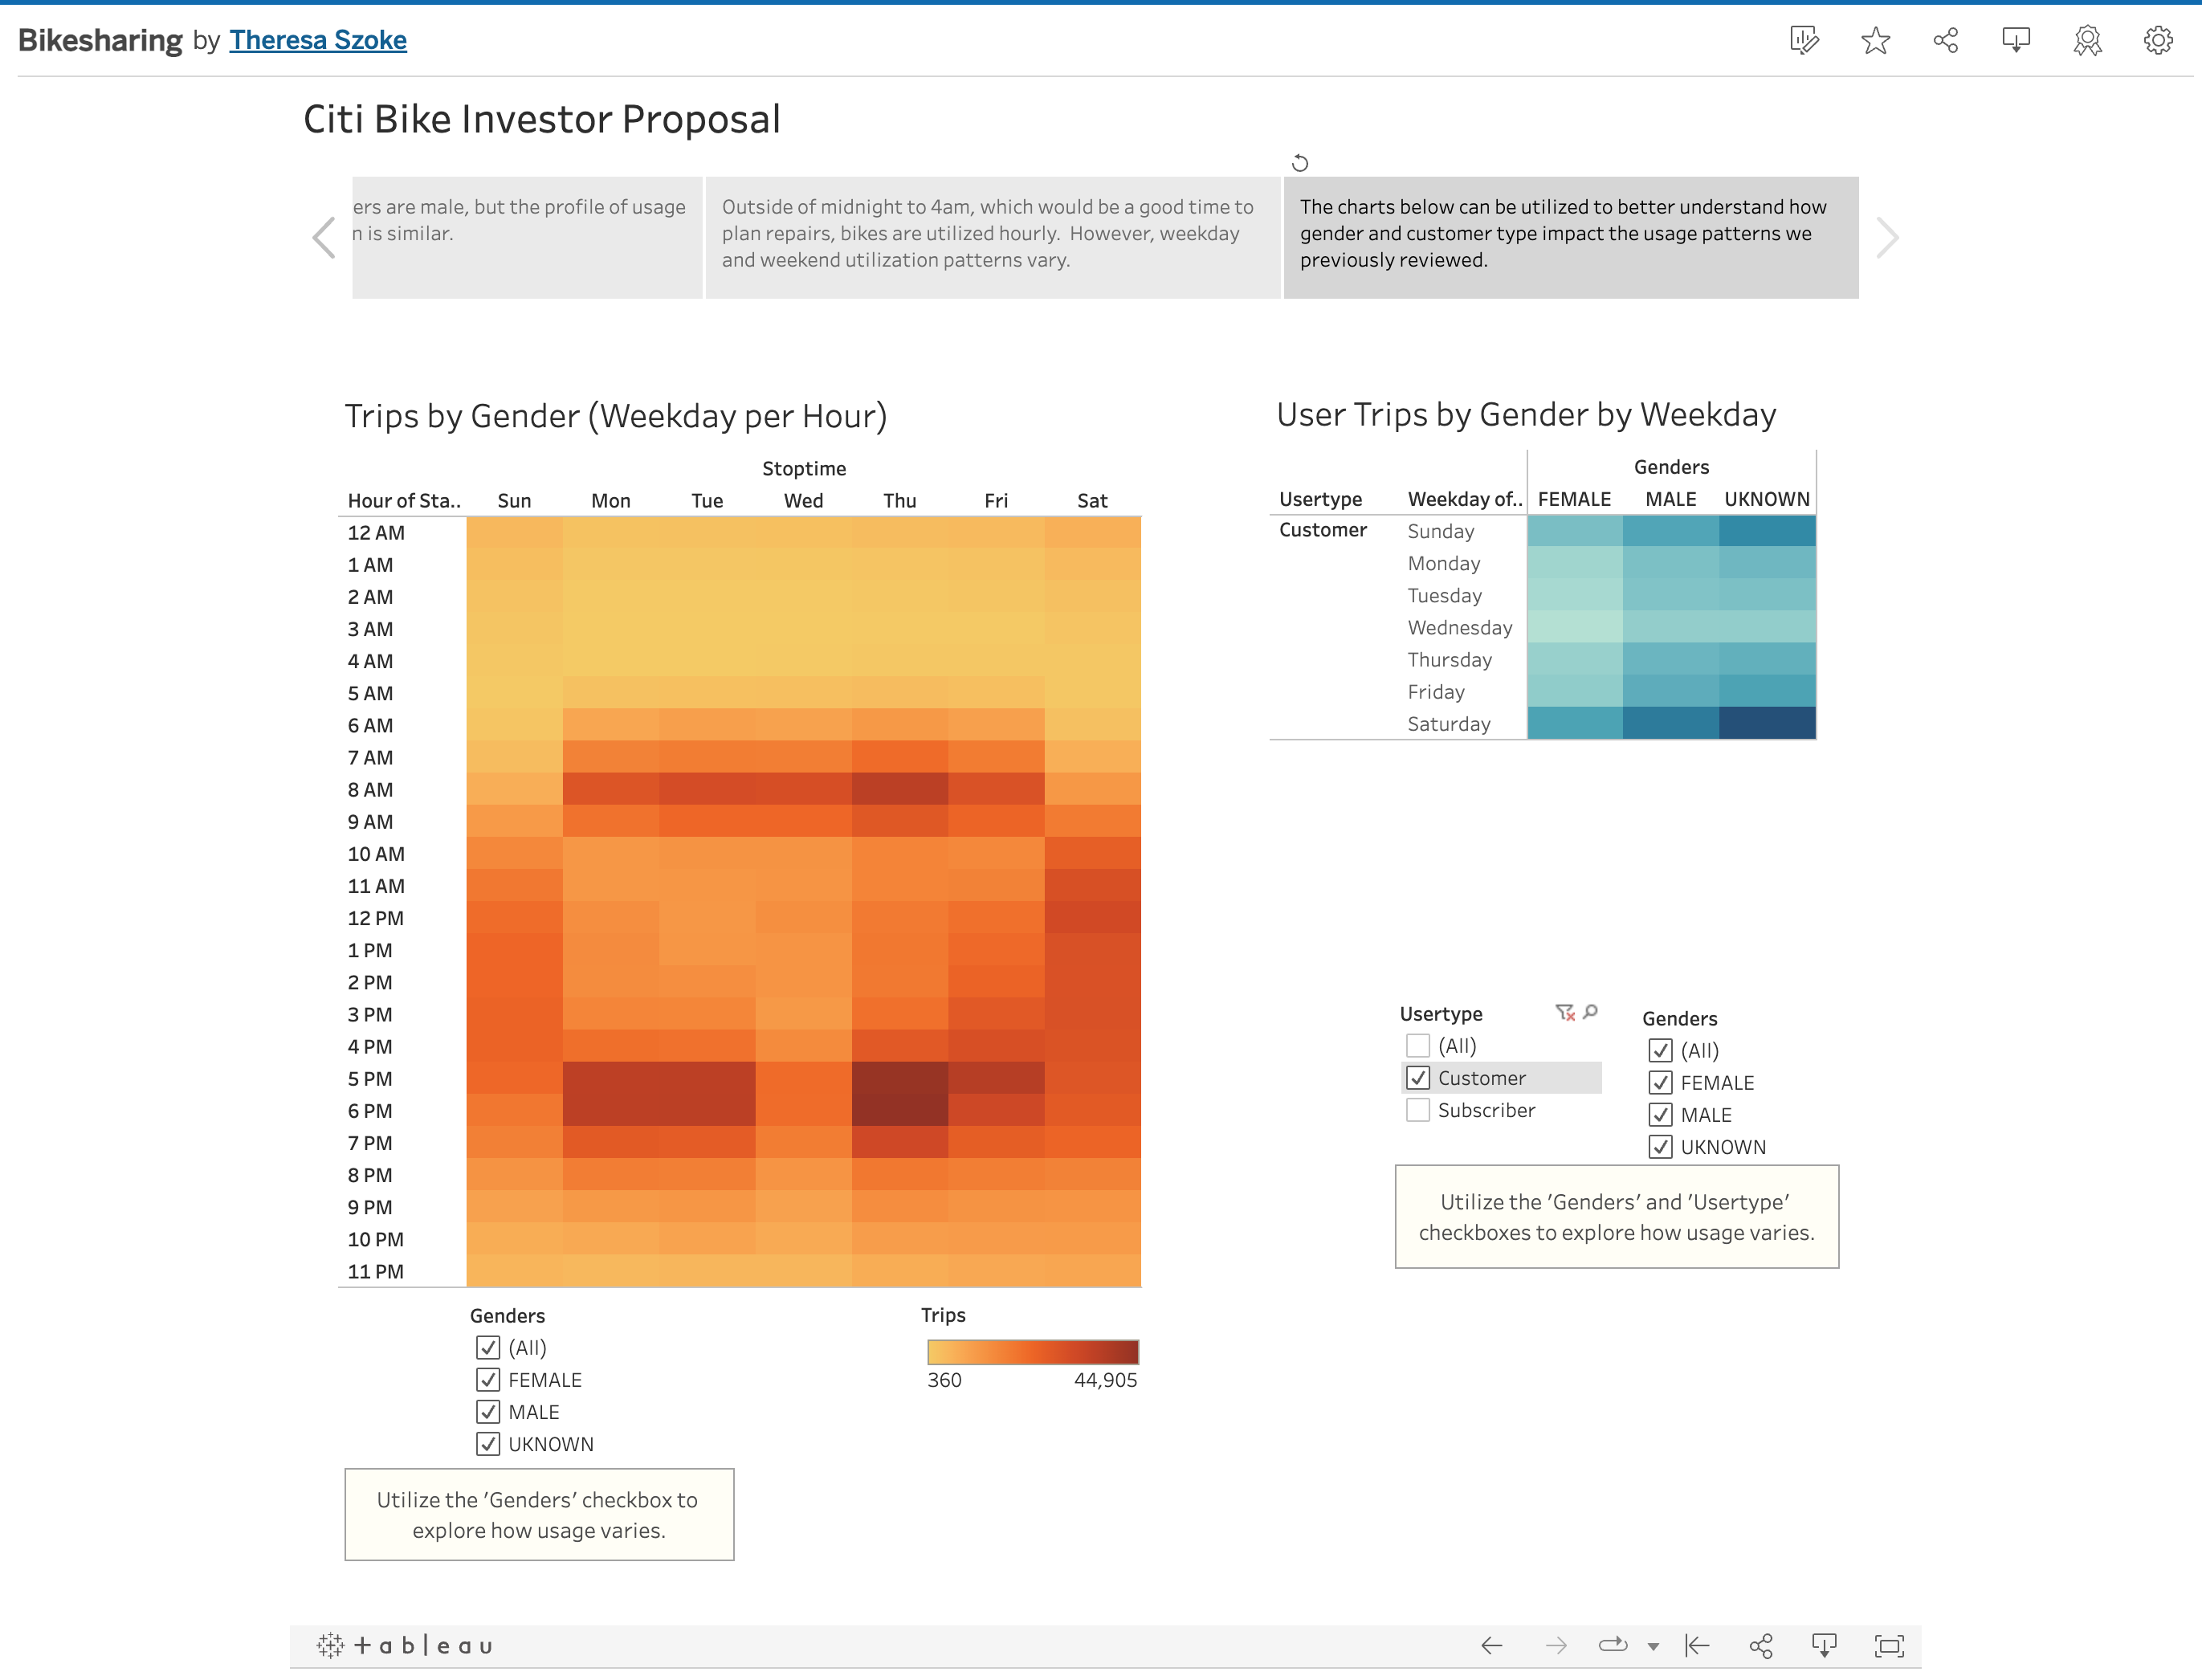 Bikesharing by Theresa Szoke
Citi Bike Investor Proposal
ers are male, but the profile of usage
n is similar.
Outside of midnight to 4am, which would be a good time to
plan repairs, bikes are utilized hourly.  However, weekday
and weekend utilization patterns vary.
The charts below can be utilized to better understand how
gender and customer type impact the usage patterns we
previously reviewed.
Trips by Gender (Weekday per Hour)
Stoptime
Hour of Sta.. Sun Mon Tue Wed Thu Fri Sat
12 AM
1 AM
2 AM
3 AM
4 AM
5 AM
6 AM
7 AM
8 AM
9 AM
10 AM
11 AM
12 PM
1 PM
2 PM
3 PM
4 PM
5 PM
6 PM
7 PM
8 PM
9 PM
10 PM
11 PM
Genders
(All)
FEMALE
MALE
UKNOWN
Trips
360 44,905
Utilize the 'Genders' checkbox to
explore how usage varies.
User Trips by Gender by Weekday
Genders
Usertype Weekday of.. FEMALE MALE UKNOWN
Customer Sunday
Monday
Tuesday
Wednesday
Thursday
Friday
Saturday
Usertype
(All)
Customer
Subscriber
Genders
(All)
FEMALE
MALE
UKNOWN
Utilize the 'Genders' and 'Usertype'
checkboxes to explore how usage varies.
+ableau